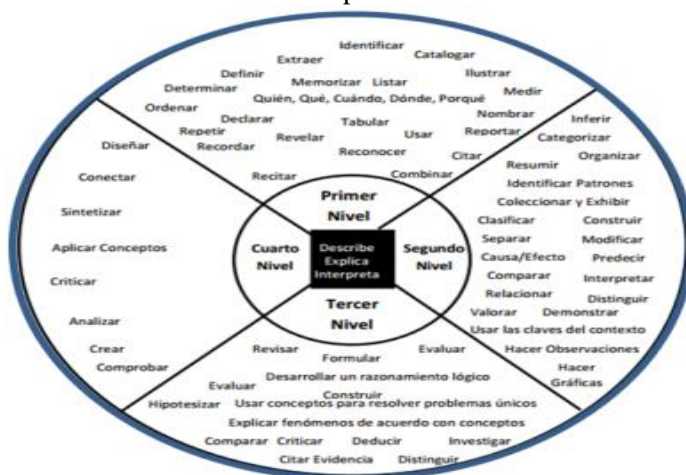 Identificar
Extraer
Catalogar
Definir
Memorizar
Listar
Ilustrar
Determinar
Medir
Quién, Qué, Cuándo, Dónde, Porqué
Ordenar
Declarar
Tabular
Nombrar
Repetir
Revelar
Usar
Reportar
Recordar
Reconocer
Citar
Recitar
Combinar
Primer
Nivel
Inferir
Categorizar
Resumir
Organizar
Identificar Patrones
Coleccionar y Exhibir
Clasificar
Construir
Separar
Modificar
Causa/Efecto
Predecir
Comparar
Interpretar
Relacionar
Distinguir
Valorar
Demonstrar
Usar las claves del contexto
Hacer Observaciones
Hacer
Gráficas
Segundo
Nivel
Describe
Explica
Interpreta
Cuarto
Nivel
Diseñar
Conectar
Sintetizar
Aplicar Conceptos
Criticar
Analizar
Crear
Comprobar
Tercer
Nivel
Revisar
Formular
Evaluar
Desarrollar un razonamiento lógico
Evaluar
Construir
Hipotesizar
Usar conceptos para resolver problemas únicos
Explicar fenómenos de acuerdo con conceptos
Comparar
Criticar
Deducir
Investigar
Citar Evidencia
Distinguir